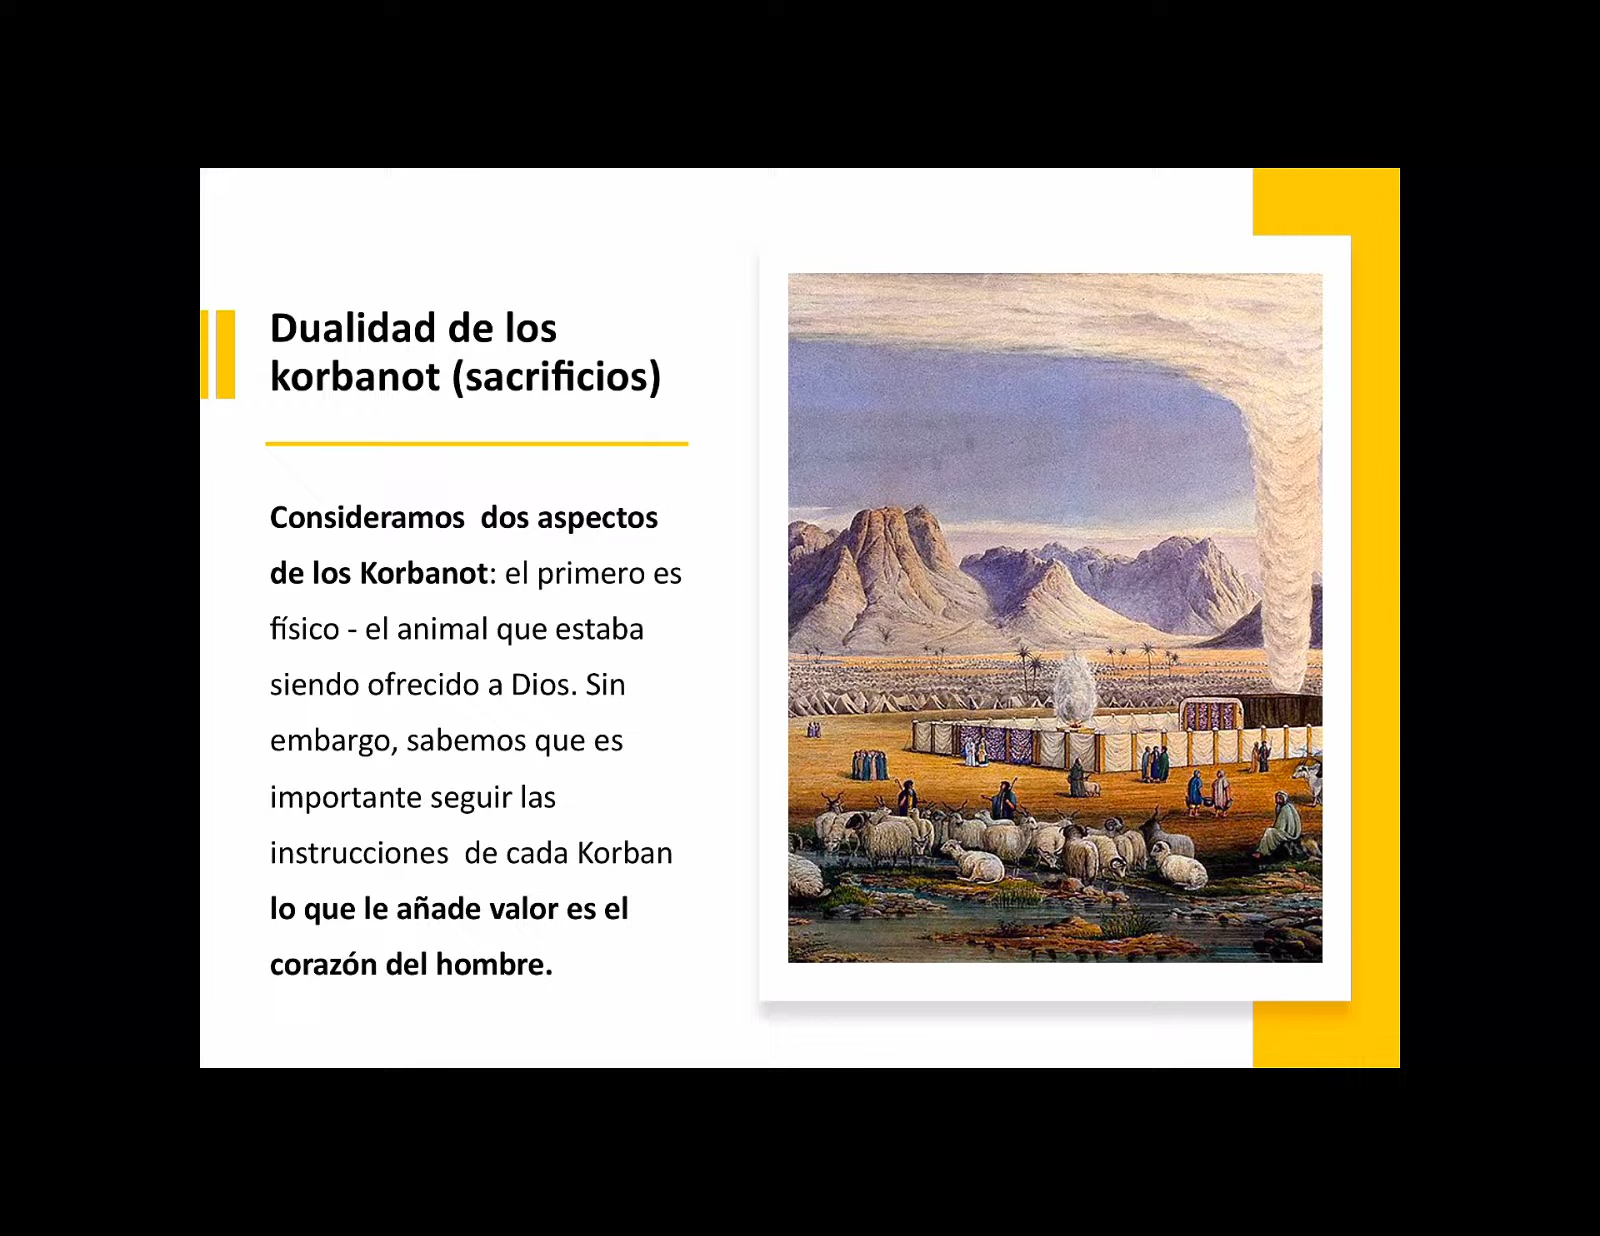 Dualidad de los
korbanot (sacrificios)
Consideramos  dos aspectos
de los Korbanot: el primero es
físico - el animal que estaba
siendo ofrecido a Dios. Sin
embargo, sabemos que es
importante seguir las
instrucciones  de cada Korban
lo que le añade valor es el
corazón del hombre.